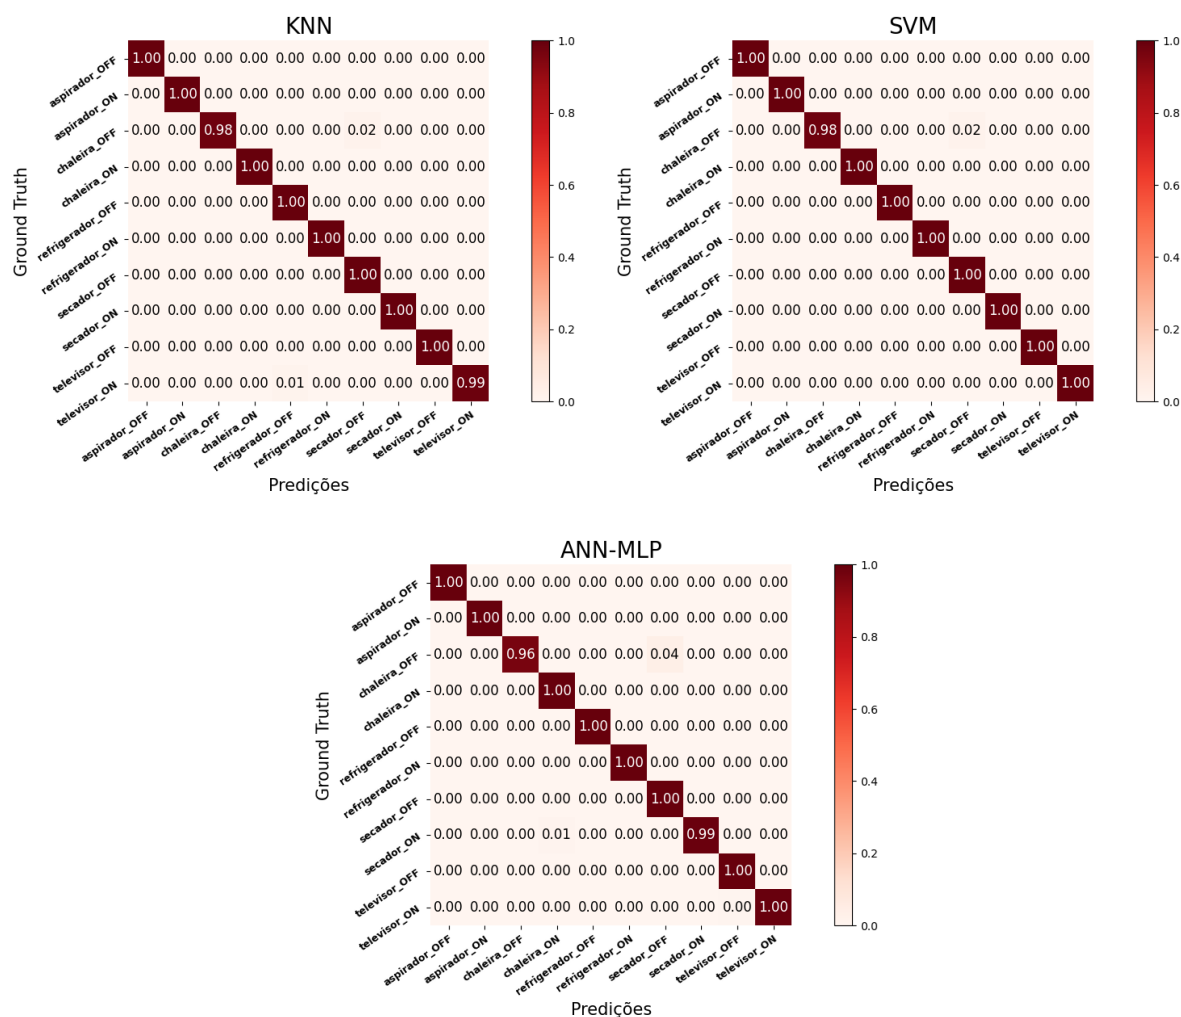 KNN
aspirador_OFF 1.00 0.00 0.00 0.00 0.00 0.00 0.00 0.00 0.00 0.00
aspirador_ON 0.00 1.00 0.00 0.00 0.00 0.00 0.00 0.00 0.00 0.00
chaleira_OFF 0.00 0.00 0.98 0.00 0.00 0.00 0.02 0.00 0.00 0.00
chaleira_ON 0.00 0.00 0.00 1.00 0.00 0.00 0.00 0.00 0.00 0.00
refrigerador_OFF 0.00 0.00 0.00 0.00 1.00 0.00 0.00 0.00 0.00 0.00
refrigerador_ON 0.00 0.00 0.00 0.00 0.00 1.00 0.00 0.00 0.00 0.00
secador_OFF 0.00 0.00 0.00 0.00 0.00 0.00 1.00 0.00 0.00 0.00
secador_ON 0.00 0.00 0.00 0.00 0.00 0.00 0.00 1.00 0.00 0.00
televisor_OFF 0.00 0.00 0.00 0.00 0.00 0.00 0.00 0.00 1.00 0.00
televisor_ON 0.00 0.00 0.00 0.00 0.01 0.00 0.00 0.00 0.00 0.99
Ground Truth
aspirador_OFF aspirador_ON chaleira_OFF chaleira_ON refrigerador_OFF refrigerador_ON secador_OFF secador_ON televisor_OFF televisor_ON
Predições
1.0
0.8
0.6
0.4
0.2
0.0
SVM
aspirador_OFF 1.00 0.00 0.00 0.00 0.00 0.00 0.00 0.00 0.00 0.00
aspirador_ON 0.00 1.00 0.00 0.00 0.00 0.00 0.00 0.00 0.00 0.00
chaleira_OFF 0.00 0.00 0.98 0.00 0.00 0.00 0.02 0.00 0.00 0.00
chaleira_ON 0.00 0.00 0.00 1.00 0.00 0.00 0.00 0.00 0.00 0.00
refrigerador_OFF 0.00 0.00 0.00 0.00 1.00 0.00 0.00 0.00 0.00 0.00
refrigerador_ON 0.00 0.00 0.00 0.00 0.00 1.00 0.00 0.00 0.00 0.00
secador_OFF 0.00 0.00 0.00 0.00 0.00 0.00 1.00 0.00 0.00 0.00
secador_ON 0.00 0.00 0.00 0.00 0.00 0.00 0.00 1.00 0.00 0.00
televisor_OFF 0.00 0.00 0.00 0.00 0.00 0.00 0.00 0.00 1.00 0.00
televisor_ON 0.00 0.00 0.00 0.00 0.00 0.00 0.00 0.00 0.00 1.00
Ground Truth
aspirador_OFF aspirador_ON chaleira_OFF chaleira_ON refrigerador_OFF refrigerador_ON secador_OFF secador_ON televisor_OFF televisor_ON
Predições
1.0
0.8
0.6
0.4
0.2
0.0
ANN-MLP
aspirador_OFF 1.00 0.00 0.00 0.00 0.00 0.00 0.00 0.00 0.00 0.00
aspirador_ON 0.00 1.00 0.00 0.00 0.00 0.00 0.00 0.00 0.00 0.00
chaleira_OFF 0.00 0.00 0.96 0.00 0.00 0.00 0.04 0.00 0.00 0.00
chaleira_ON 0.00 0.00 0.00 1.00 0.00 0.00 0.00 0.00 0.00 0.00
refrigerador_OFF 0.00 0.00 0.00 0.00 1.00 0.00 0.00 0.00 0.00 0.00
refrigerador_ON 0.00 0.00 0.00 0.00 0.00 1.00 0.00 0.00 0.00 0.00
secador_OFF 0.00 0.00 0.00 0.00 0.00 0.00 1.00 0.00 0.00 0.00
secador_ON 0.00 0.00 0.00 0.01 0.00 0.00 0.00 0.99 0.00 0.00
televisor_OFF 0.00 0.00 0.00 0.00 0.00 0.00 0.00 0.00 1.00 0.00
televisor_ON 0.00 0.00 0.00 0.00 0.00 0.00 0.00 0.00 0.00 1.00
Ground Truth
aspirador_OFF aspirador_ON chaleira_OFF chaleira_ON refrigerador_OFF refrigerador_ON secador_OFF secador_ON televisor_OFF televisor_ON
Predições
1.0
0.8
0.6
0.4
0.2
0.0